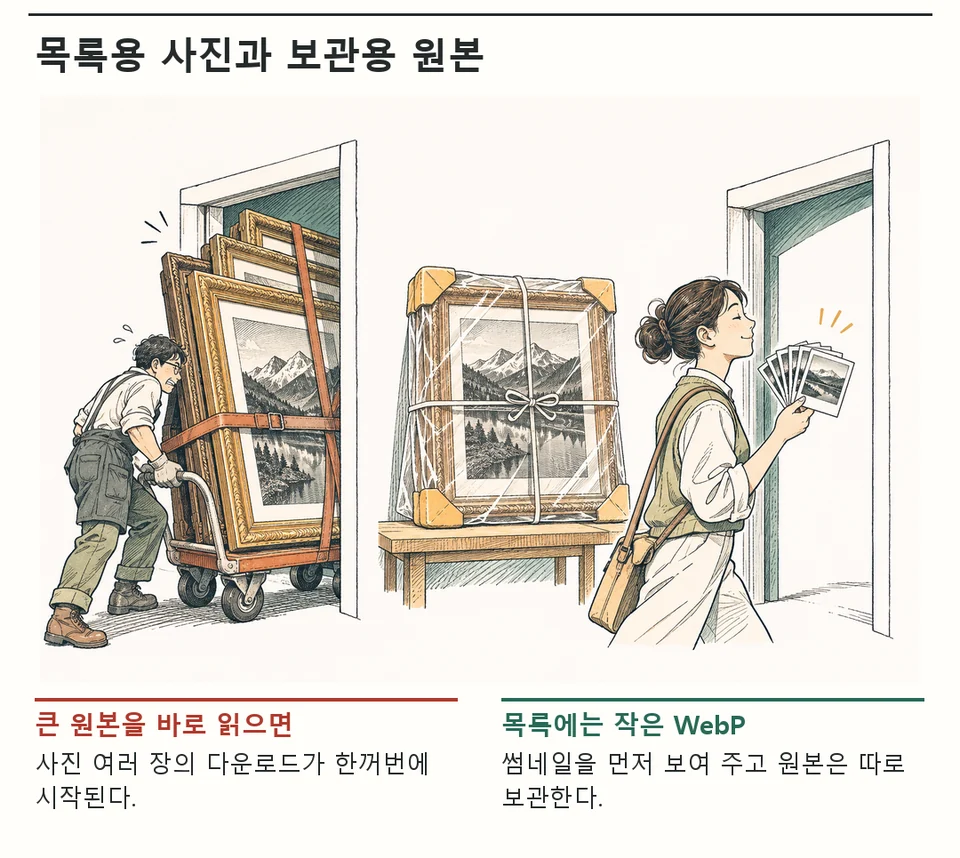 목록용 사진과 보관용 원본
큰 원본을 바로 읽으면
사진 여러 장의 다운로드가 한꺼번에
시작된다.
목록에는 작은 WebP
썸네일을 먼저 보여 주고 원본은 따로
보관한다.